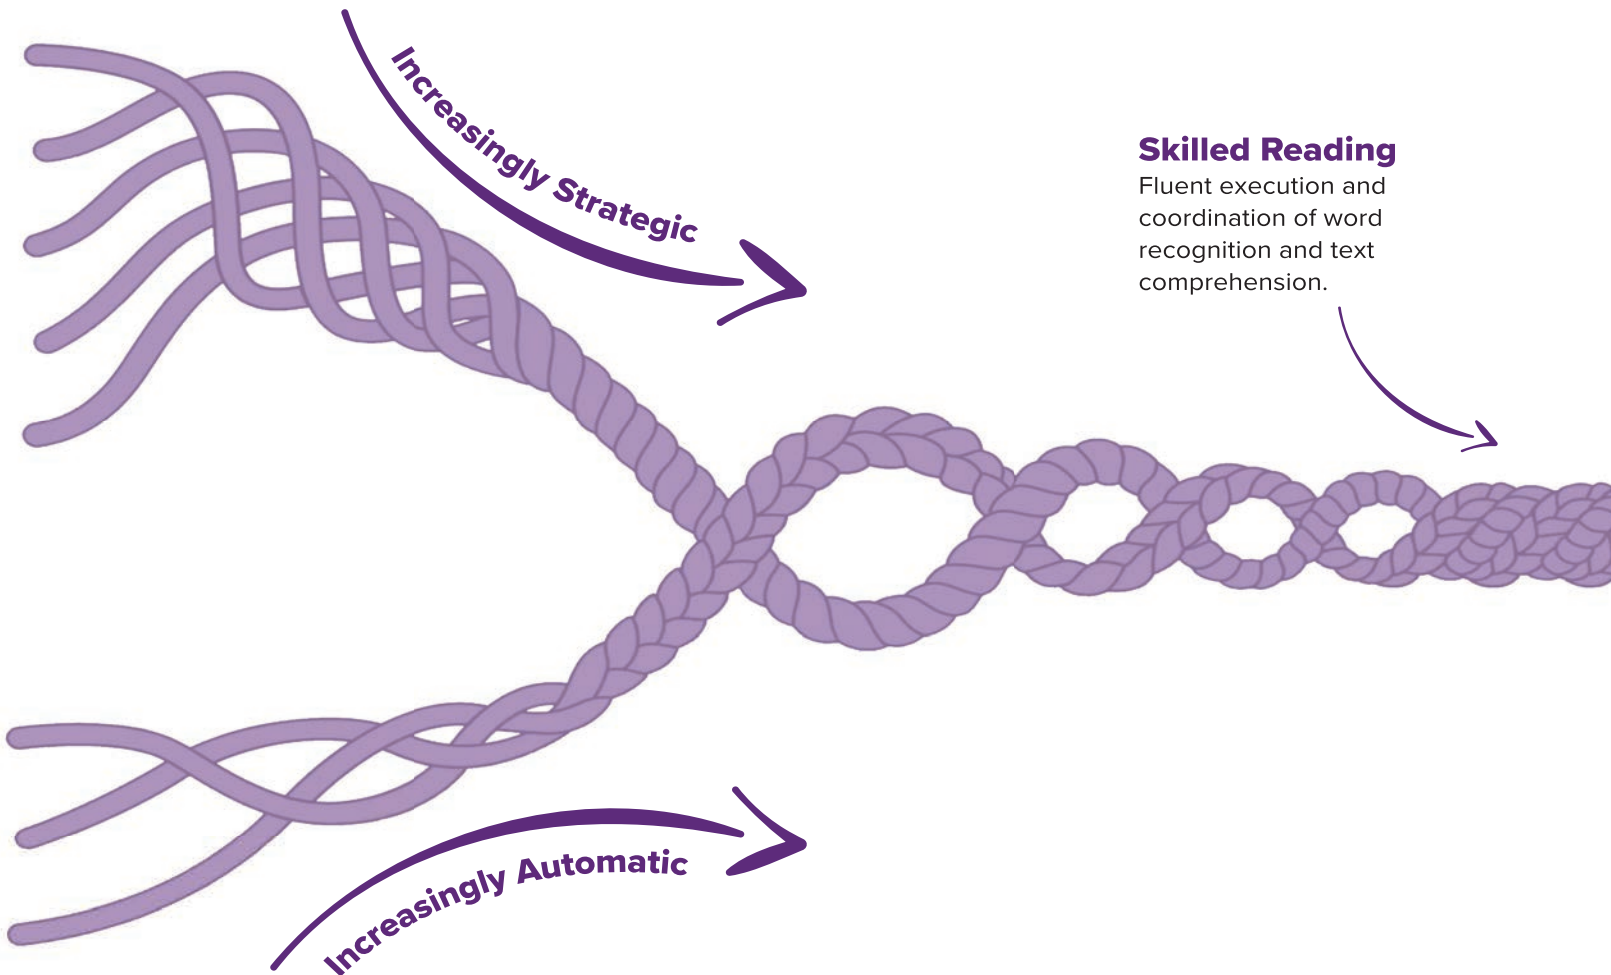 Increasingly Strategic
Skilled Reading
Fluent execution and
coordination of word
recognition and text
comprehension.
Increasingly Automatic